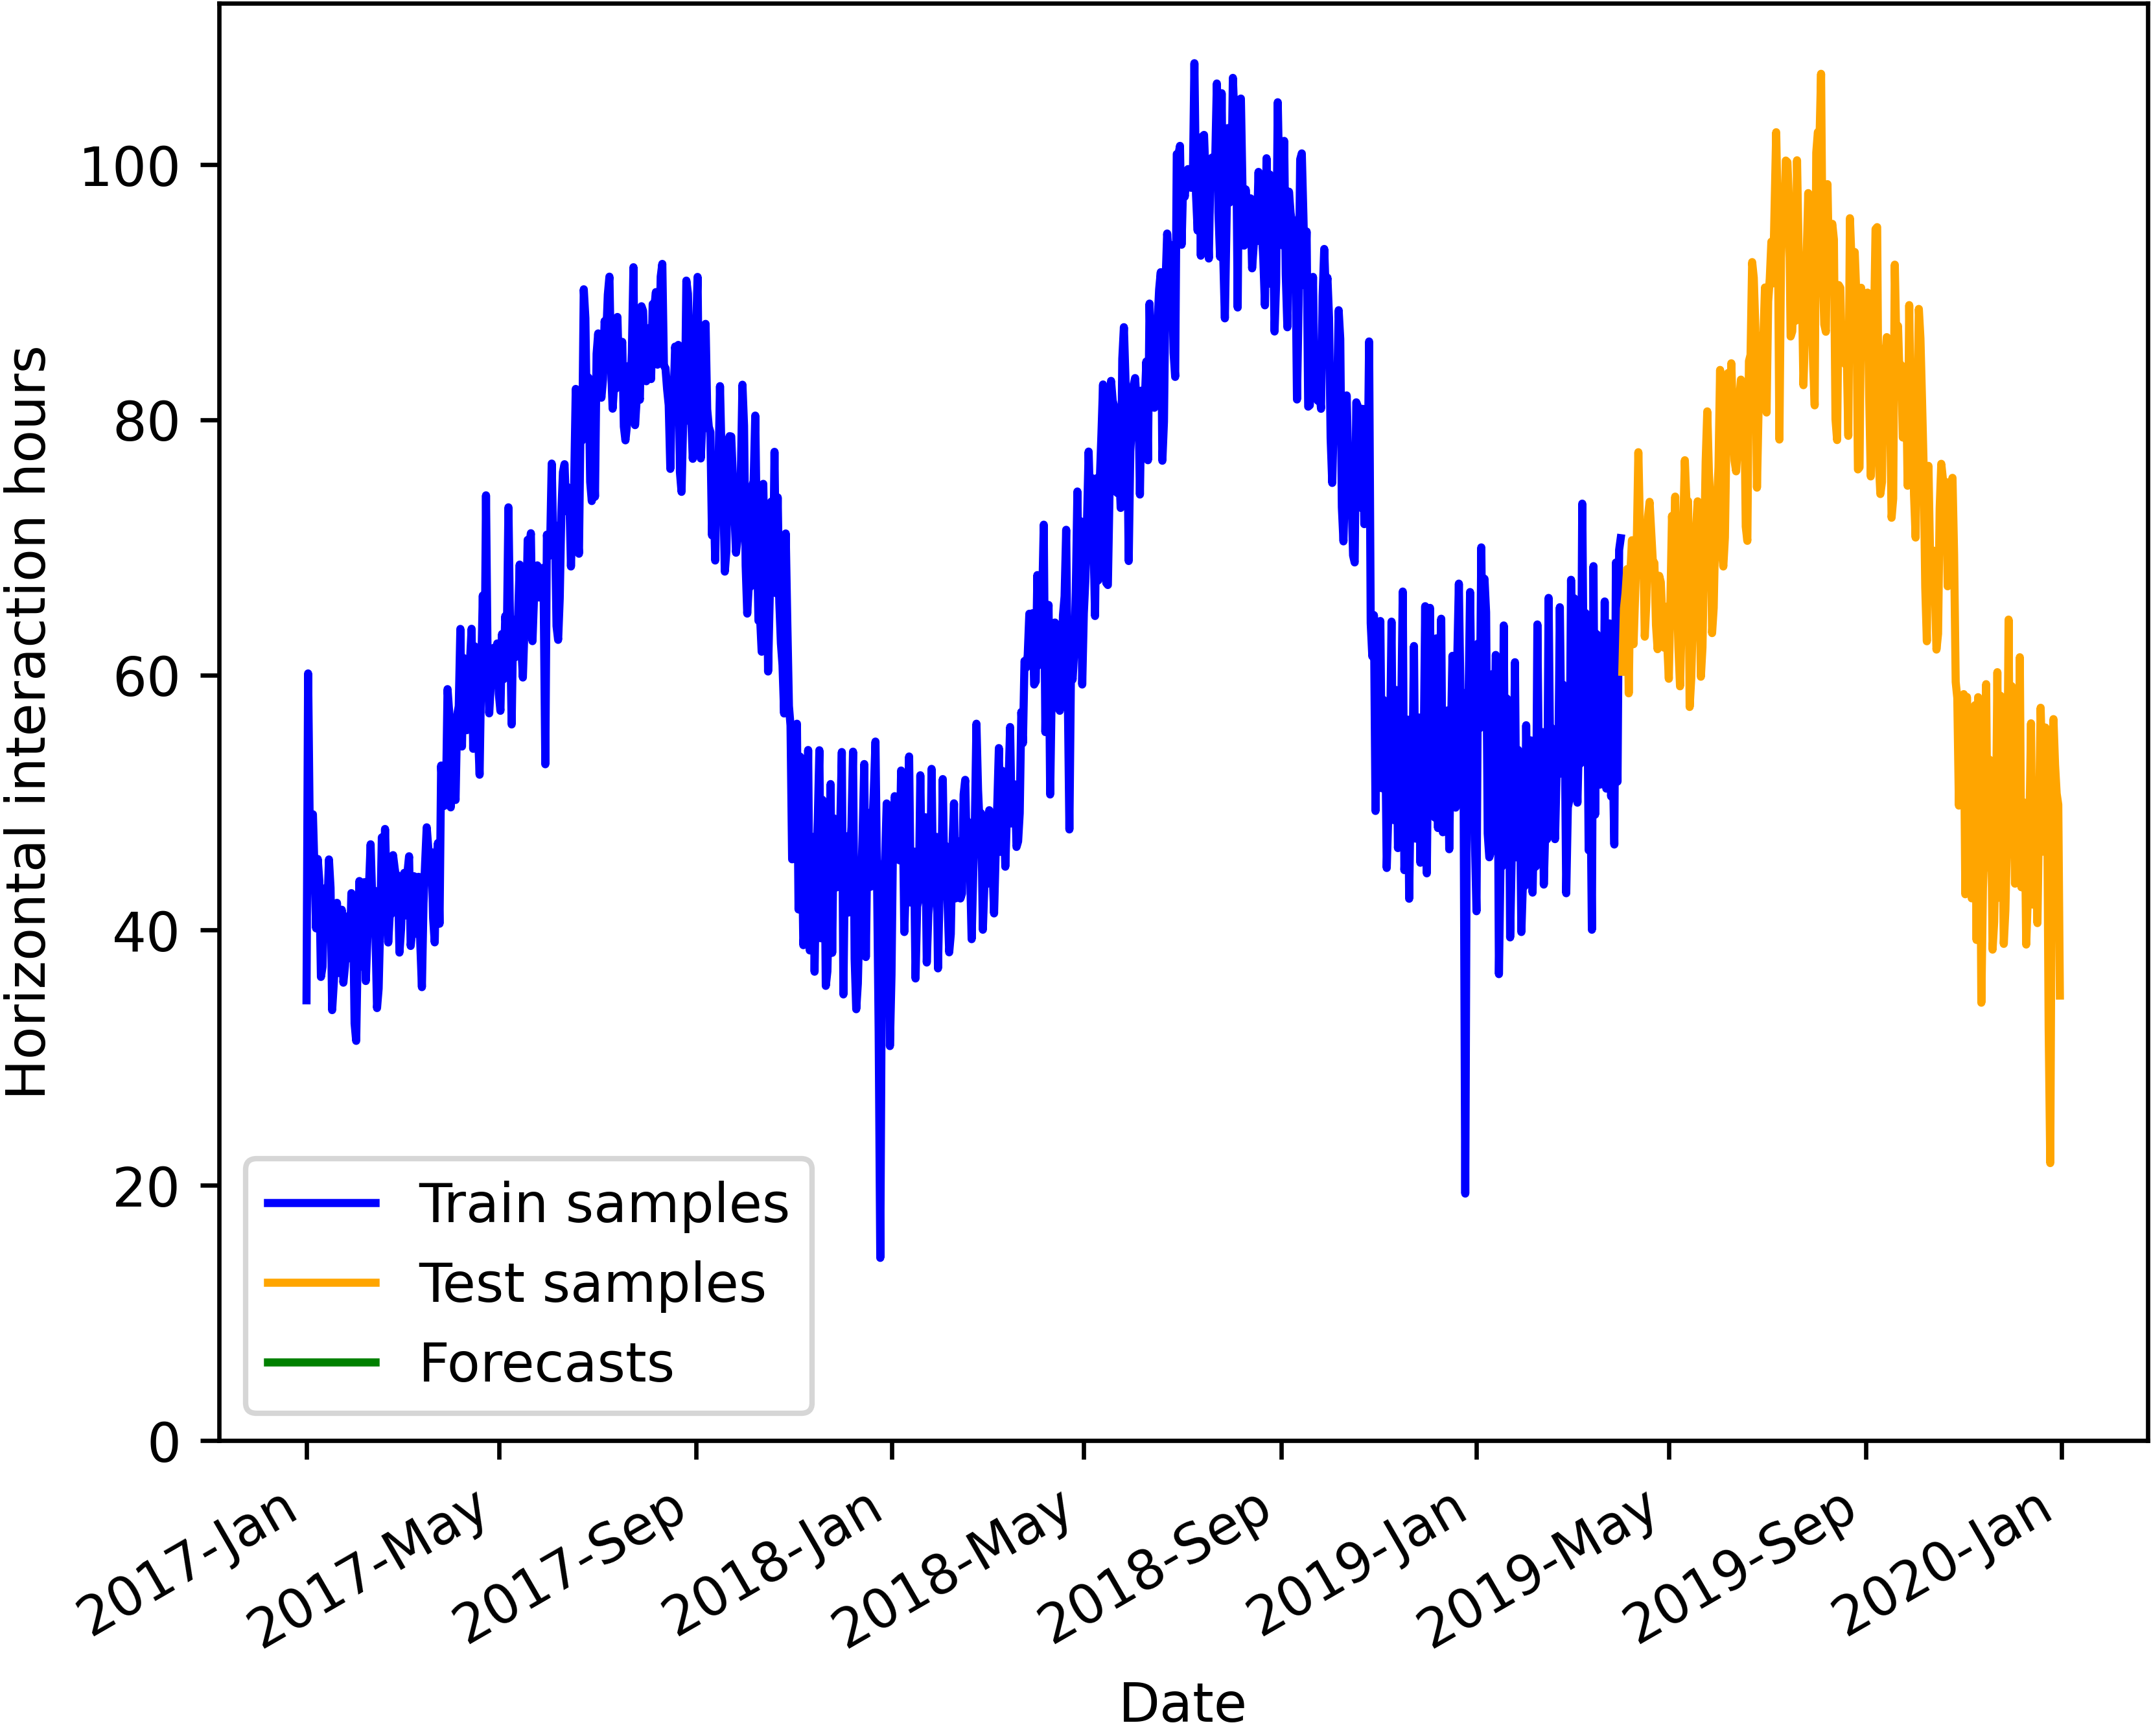 Horizontal interaction hours
100
80
60
40
20
0
Train samples
Test samples
Forecasts
2017-Jan
2017-May
2017-Sep
2018-Jan
2018-May
2018-Sep
2019-Jan
2019-May
2019-Sep
2020-Jan
Date